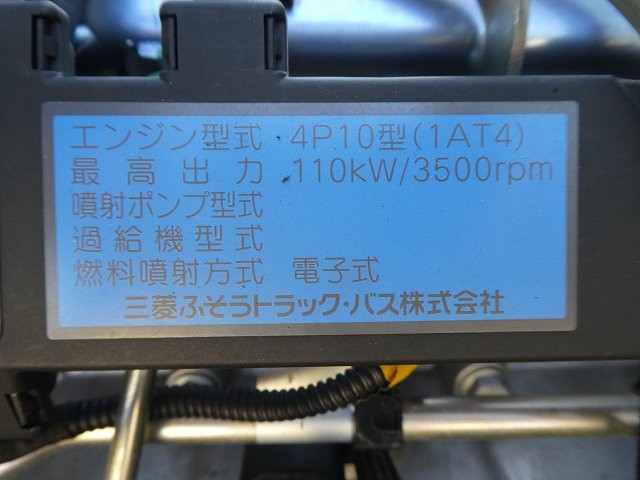 エンジン型式 4P10型(1AT4)
最高出力 110kW/3500rpm
噴射ポンプ型式
過給機型式
燃料噴射方式 電子式
三菱ふそうトラック・バス株式会社